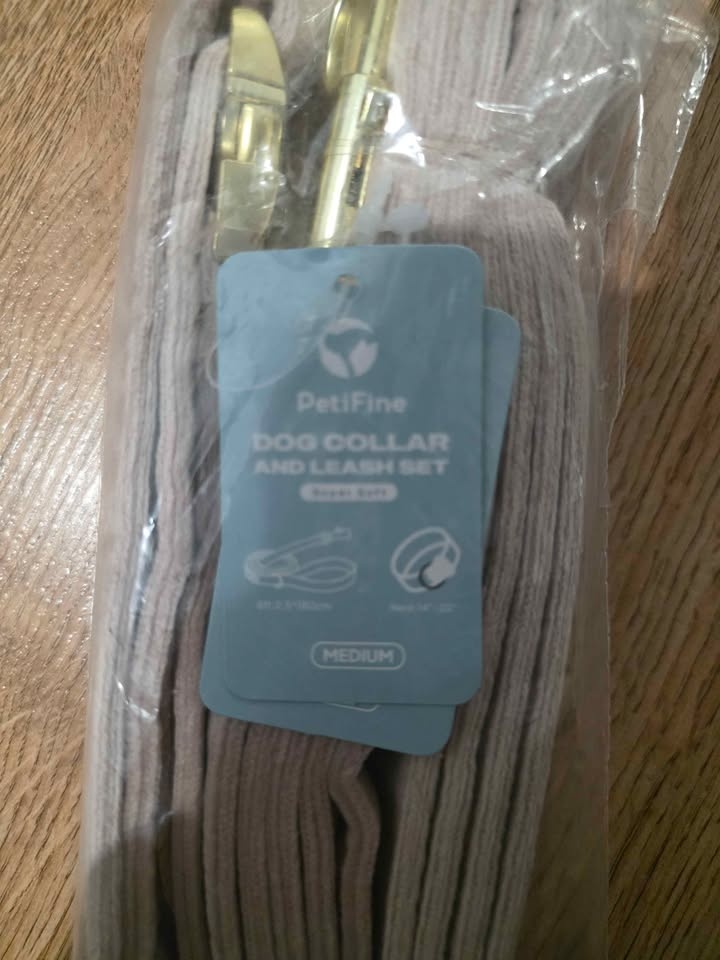 PetiFine
DOG COLLAR
AND LEASH SET
Super Soft
MEDIUM